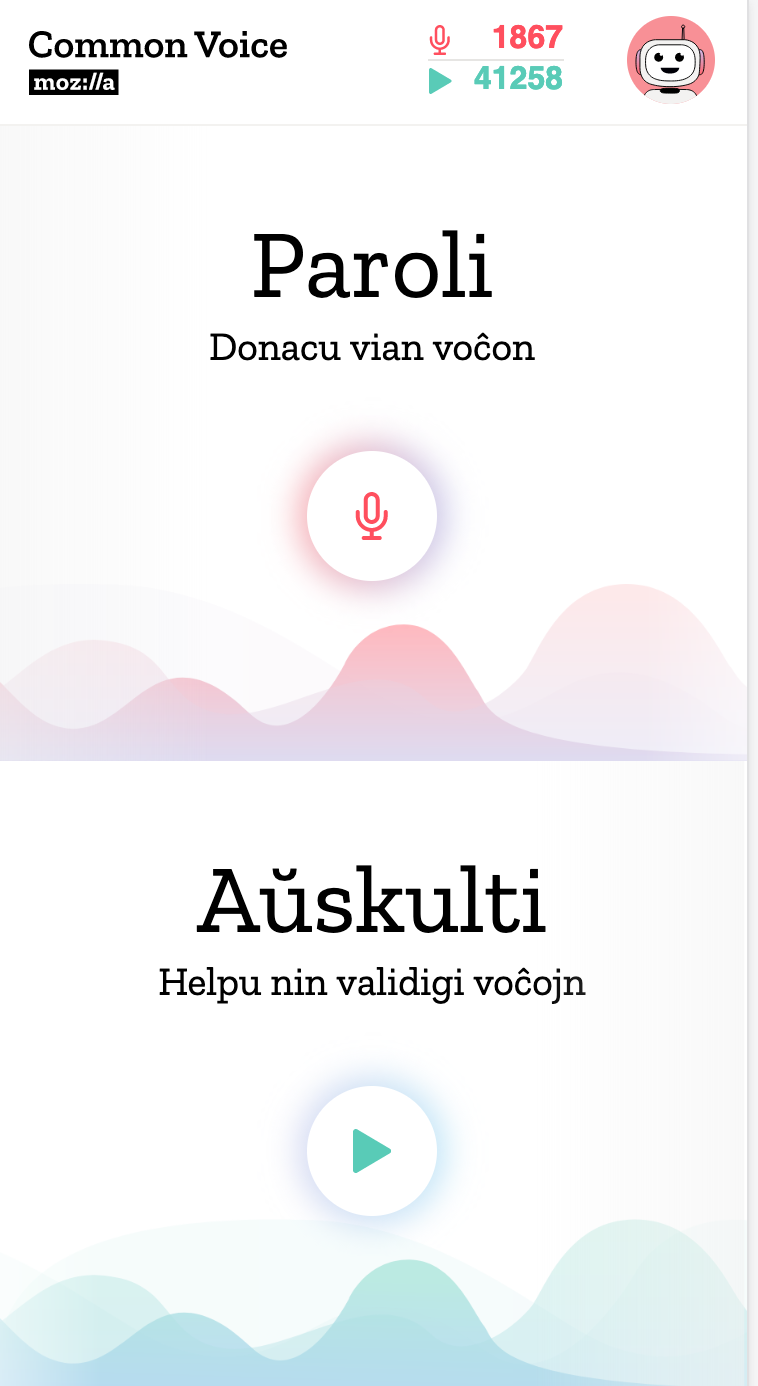 Common Voice
moz://a
1867
41258
Paroli
Donacu vian voĉon
Aŭskulti
Helpu nin validigi voĉojn